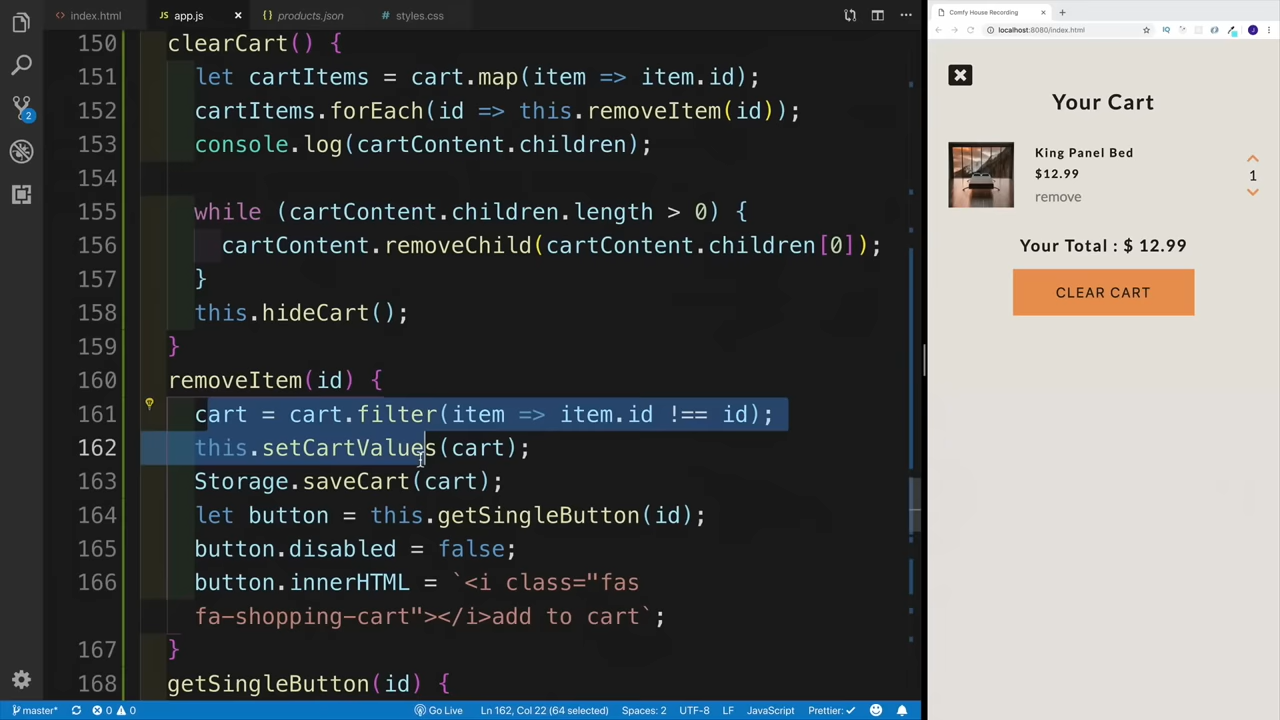 index.html
app.js
products.json
styles.css
150 clearCart() {
151 let cartItems = cart.map(item => item.id);
152 cartItems.forEach(id => this.removeItem(id));
153 console.log(cartContent.children);
154
155 while (cartContent.children.length > 0) {
156 cartContent.removeChild(cartContent.children[0]);
157 }
158 this.hideCart();
159 }
160 removeItem(id) {
161 cart = cart.filter(item => item.id !== id);
162 this.setCartValues(cart);
163 Storage.saveCart(cart);
164 let button = this.getSingleButton(id);
165 button.disabled = false;
166 button.innerHTML = `<i class="fas
fa-shopping-cart"></i>add to cart`;
167 }
168 getSingleButton(id) {
2
master*
0
0
Go Live
Ln 162, Col 22 (64 selected)
Spaces: 2
UTF-8
LF
JavaScript
Prettier: ✓
Comfy House Recording
localhost:8080/index.html
IQ
J
Your Cart
King Panel Bed
$12.99
remove
1
Your Total : $ 12.99
CLEAR CART